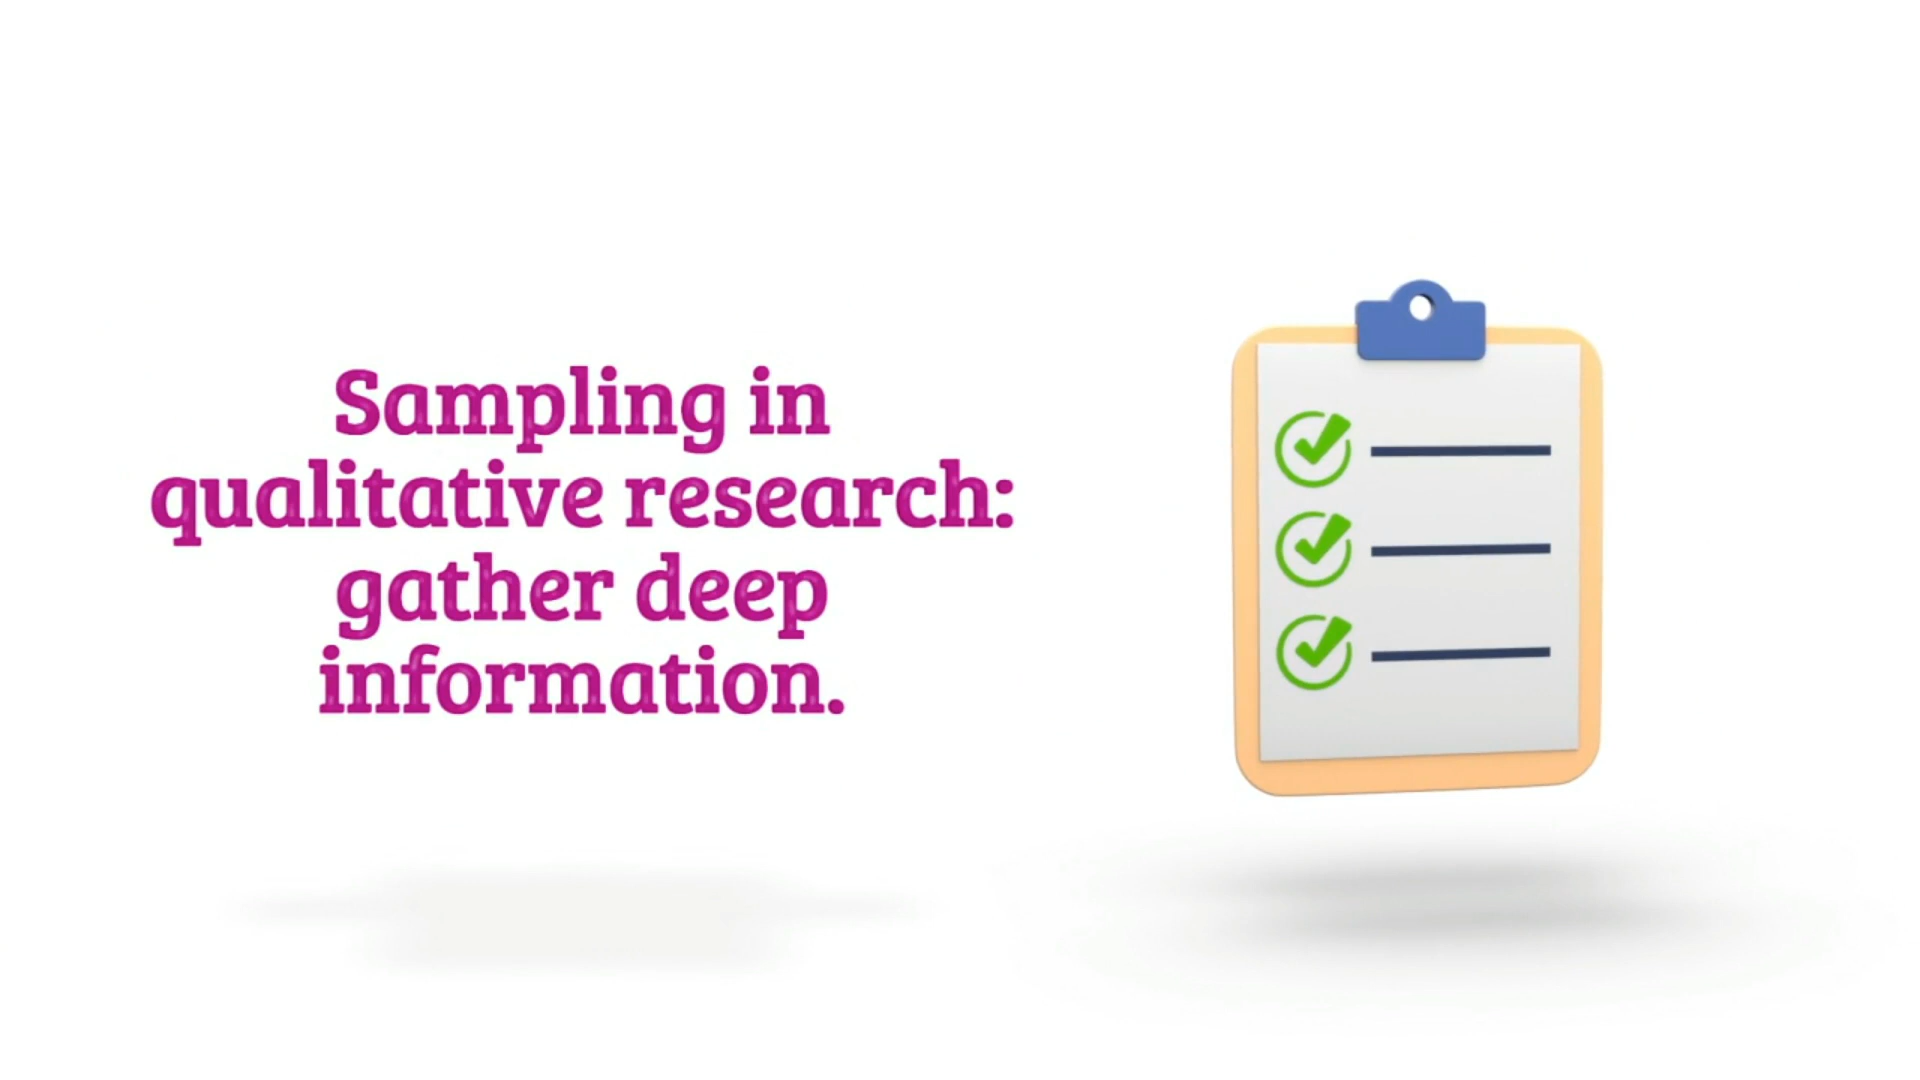 Sampling in
qualitative research:
gather deep
information.